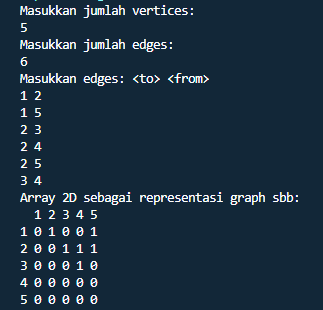 Masukkan jumlah vertices:
5
Masukkan jumlah edges:
6
Masukkan edges: <to> <from>
1 2
1 5
2 3
2 4
2 5
3 4
Array 2D sebagai representasi graph sbb:
  1 2 3 4 5
1 0 1 0 0 1
2 0 0 1 1 1
3 0 0 0 1 0
4 0 0 0 0 0
5 0 0 0 0 0